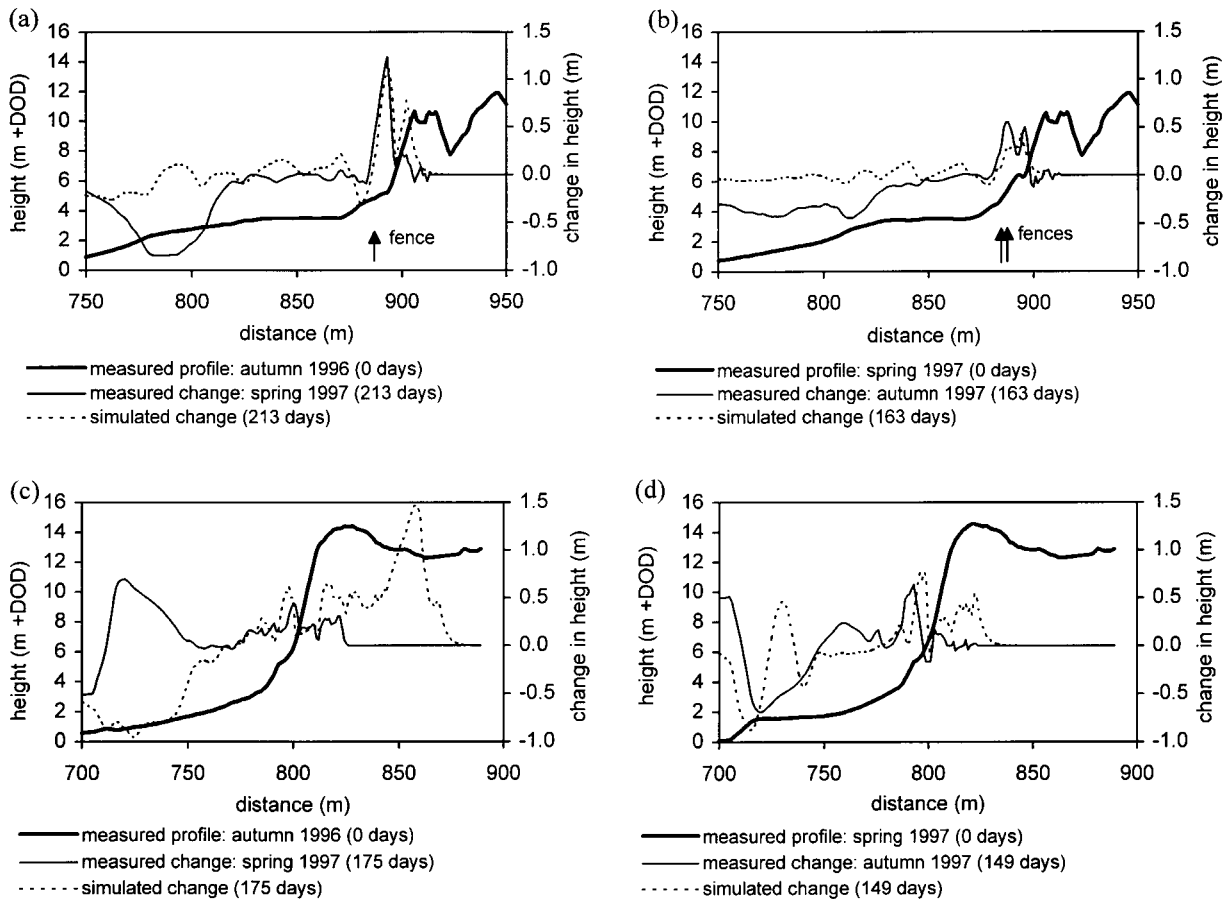 (a)
16
14
12
10
8
6
4
2
0
height (m +DOD)
1.5
1.0
0.5
0.0
-0.5
-1.0
change in height (m)
fence
750 800 850 900 950
distance (m)
measured profile: autumn 1996 (0 days)
measured change: spring 1997 (213 days)
simulated change (213 days)
(b)
16
14
12
10
8
6
4
2
0
height (m +DOD)
1.5
1.0
0.5
0.0
-0.5
-1.0
change in height (m)
fences
750 800 850 900 950
distance (m)
measured profile: spring 1997 (0 days)
measured change: autumn 1997 (163 days)
simulated change (163 days)
(c)
16
14
12
10
8
6
4
2
0
height (m +DOD)
1.5
1.0
0.5
0.0
-0.5
-1.0
change in height (m)
700 750 800 850 900
distance (m)
measured profile: autumn 1996 (0 days)
measured change: spring 1997 (175 days)
simulated change (175 days)
(d)
16
14
12
10
8
6
4
2
0
height (m +DOD)
1.5
1.0
0.5
0.0
-0.5
-1.0
change in height (m)
700 750 800 850 900
distance (m)
measured profile: spring 1997 (0 days)
measured change: autumn 1997 (149 days)
simulated change (149 days)